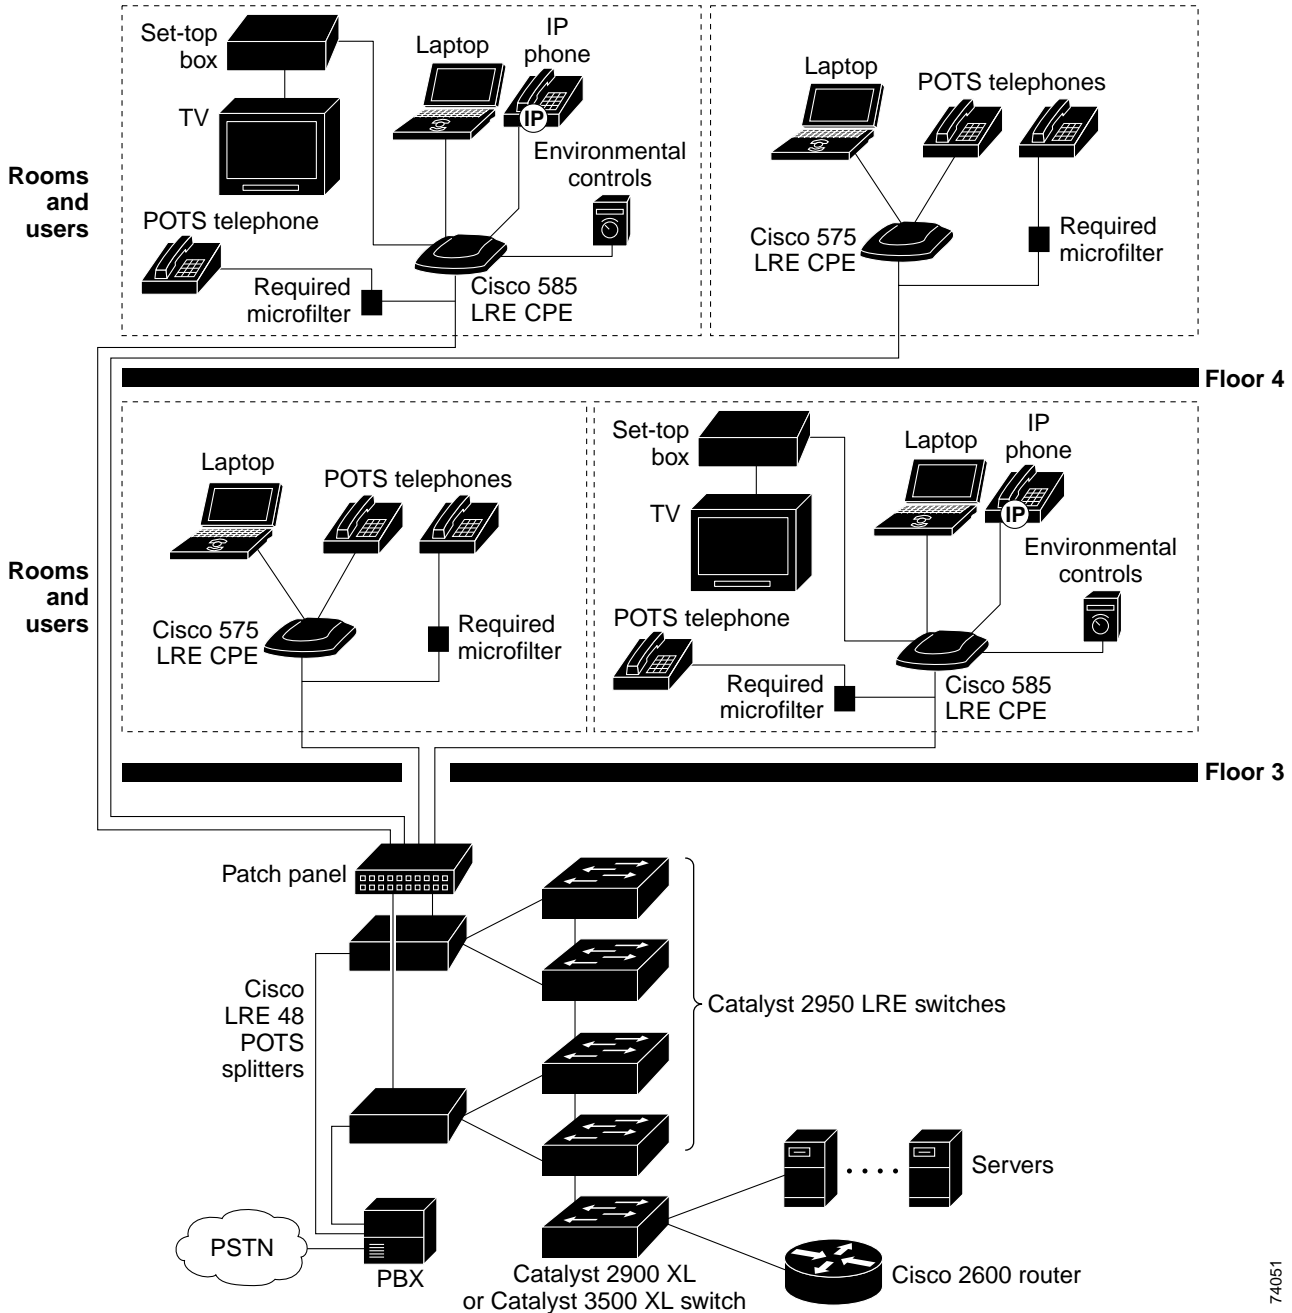 Set-top
box
Laptop
IP
phone
TV
IP
Environmental
controls
POTS telephone
Required
microfilter
Cisco 585
LRE CPE
Rooms
and
users
Laptop
POTS telephones
Cisco 575
LRE CPE
Required
microfilter
Floor 4
Laptop
POTS telephones
Cisco 575
LRE CPE
Required
microfilter
Rooms
and
users
Set-top
box
Laptop
IP
phone
TV
IP
Environmental
controls
POTS telephone
Required
microfilter
Cisco 585
LRE CPE
Floor 3
Patch panel
Cisco
LRE 48
POTS
splitters
Catalyst 2950 LRE switches
Servers
PSTN
PBX
Catalyst 2900 XL
or Catalyst 3500 XL switch
Cisco 2600 router
74051